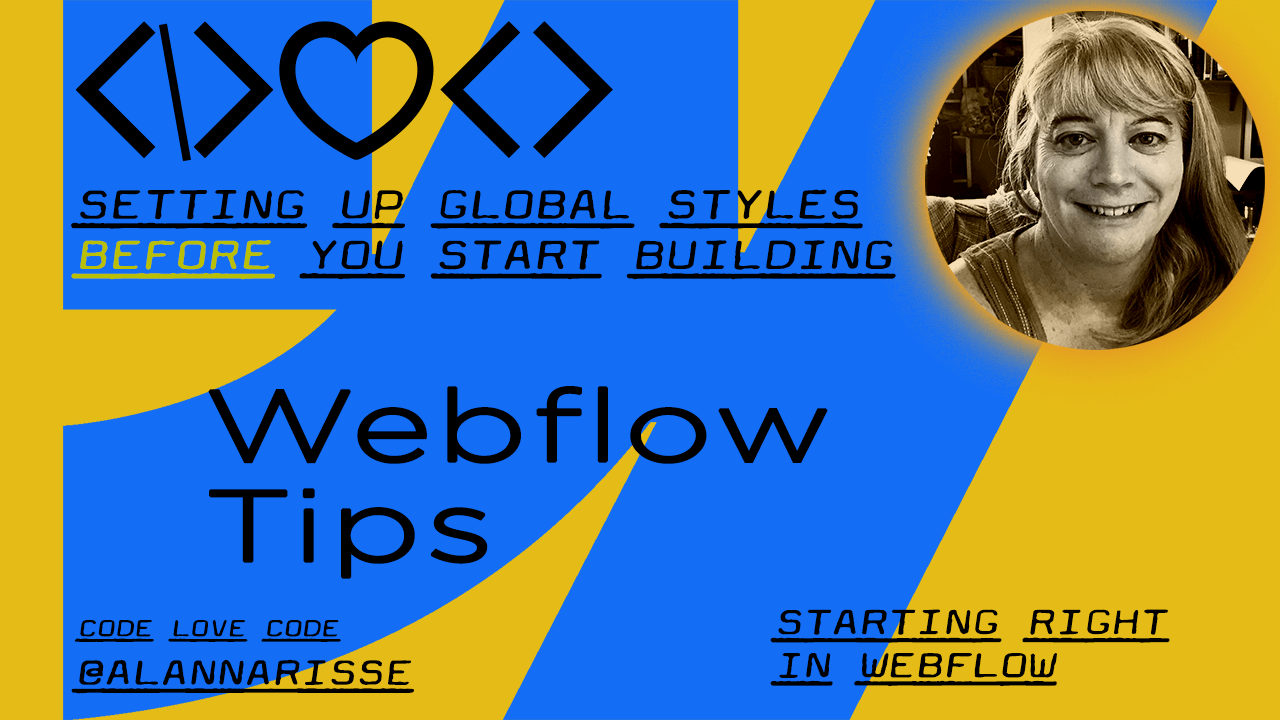 SETTING UP GLOBAL STYLES
BEFORE YOU START BUILDING
Webflow
Tips
CODE LOVE CODE
@ALANNARISSE
STARTING RIGHT
IN WEBFLOW